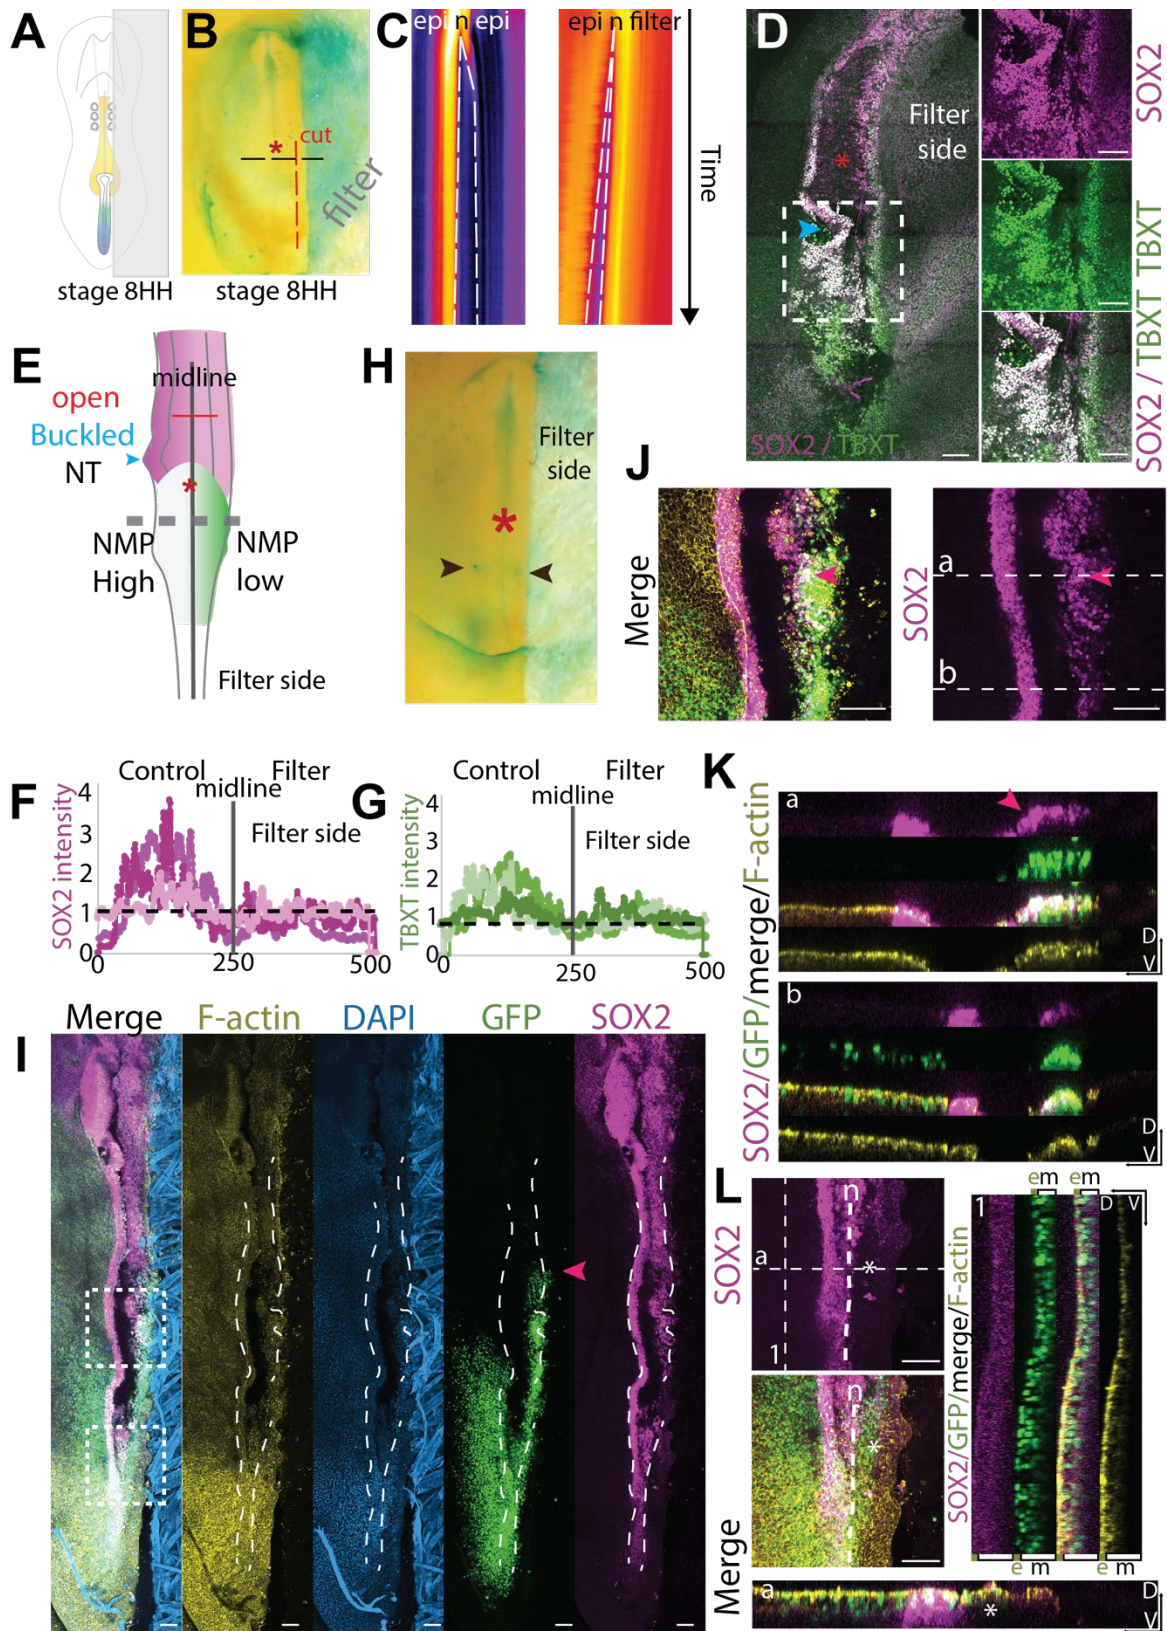 A
stage 8HH
B
cut
*
filter
stage 8HH
C
epi n epi
epi n filter
Time
D
Filter
side
*
SOX2 / TBXT
SOX2
TBXT
SOX2 / TBXT
E
midline
open
Buckled
NT
*
NMP
High
NMP
low
Filter side
H
Filter
side
*
J
Merge
SOX2
a
b
F
Control
Filter
midline
Filter side
SOX2 intensity
4
3
2
1
0
0
250
500
G
Control
Filter
midline
Filter side
TBXT intensity
4
3
2
1
0
0
250
500
K
SOX2/GFP/merge/F-actin
a
D
V
b
D
V
I
Merge
F-actin
DAPI
GFP
SOX2
L
SOX2
n
a
*
1
Merge
n
*
a
*
D
V
SOX2/GFP/merge/F-actin
1
em
em
D
V
e
e m
e m